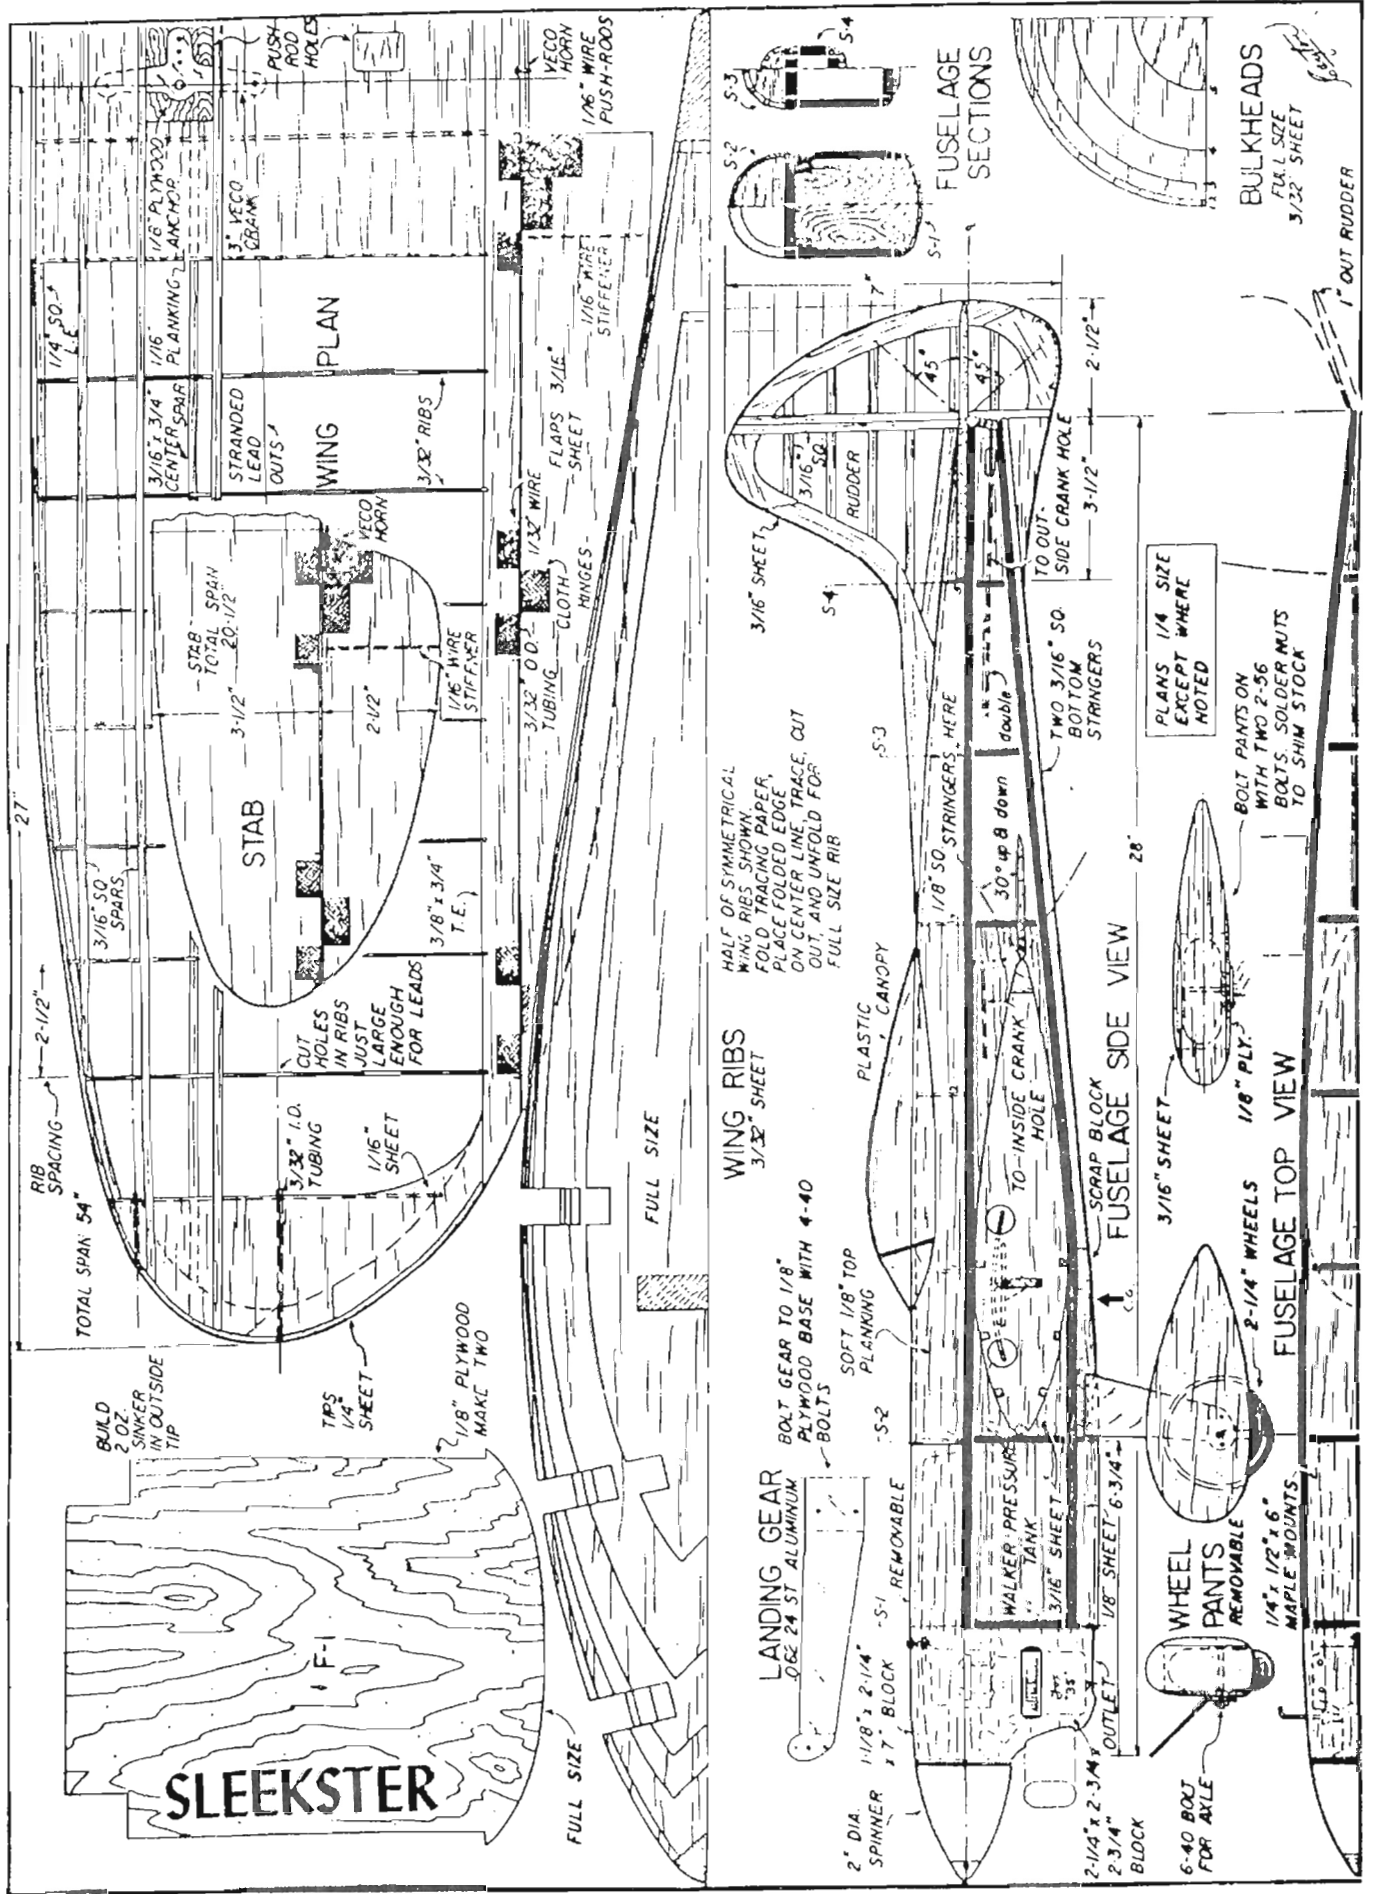 SLEEKSTER
F-1
FULL SIZE
1/8" PLYWOOD
MAKE TWO
BUILD
2 OZ.
SINKER
IN OUTSIDE
TIP
TIPS
1/4"
SHEET
TOTAL SPAN 54"
27"
RIB
SPACING
2-1/2"
3/32" I.D.
TUBING
1/16"
SHEET
CUT
HOLES
IN RIBS
JUST
LARGE
ENOUGH
FOR LEADS
3/16" SQ
SPARS
3/8" x 3/4"
T.E.
STAB
STAB
TOTAL SPAN
20-1/2"
3-1/2"
2-1/2"
1/16" WIRE
STIFFENER
VECO
HORN
3/32" O.D.
TUBING
1/32" WIRE
CLOTH
HINGES
FLAPS 3/16"
SHEET
1/16" WIRE
STIFFENER
1/4" SQ.
L.E.
3/16" x 3/4"
CENTER SPAR
1/16"
PLANKING
1/8 PLYWOOD
ANCHOR
STRANDED
LEAD
OUTS
3" VECO
CRANK
WING PLAN
3/32" RIBS
PUSH
ROD
HOLES
VECO
HORN
1/16" WIRE
PUSH-RODS
FULL SIZE
WING RIBS
3/32" SHEET
HALF OF SYMMETRICAL
WING RIBS SHOWN.
FOLD TRACING PAPER,
PLACE FOLDED EDGE
ON CENTER LINE, TRACE, CUT
OUT, AND UNFOLD FOR
FULL SIZE RIB
LANDING GEAR
.062 24 ST ALUMINUM
BOLT GEAR TO 1/8"
PLYWOOD BASE WITH 4-40
BOLTS
SOFT 1/8" TOP
PLANKING
PLASTIC
CANOPY
2" DIA.
SPINNER
1-1/8" x 2-1/4"
x 7" BLOCK
S-1
REMOVABLE
S-2
S-3
S-4
WALKER PRESSURE
TANK
3/16" SHEET
TO INSIDE CRANK
HOLE
1/8" SQ. STRINGERS HERE
30° up & down
double
TWO 3/16" SQ.
BOTTOM
STRINGERS
TO OUT-
SIDE CRANK HOLE
3/16" SHEET
3/16"
SQ
RUDDER
45°
45°
7"
3-1/2"
2-1/2"
28"
2-1/4" x 2-3/4" x
2-3/4"
BLOCK
OUTLET
1/8" SHEET
6-3/4"
C.G.
SCRAP BLOCK
FUSELAGE SIDE VIEW
S-1
S-2
S-3
S-4
FUSELAGE
SECTIONS
1 2 3 4 5
BULKHEADS
FULL SIZE
3/32" SHEET
6-40 BOLT
FOR AXLE
WHEEL
PANTS
REMOVABLE
1/4" x 1/2" x 6"
MAPLE MOUNTS
2-1/4" WHEELS
3/16" SHEET
1/8" PLY.
BOLT PANTS ON
WITH TWO 2-56
BOLTS. SOLDER NUTS
TO SHIM STOCK
PLANS 1/4 SIZE
EXCEPT WHERE
NOTED
FUSELAGE TOP VIEW
1" OUT RUDDER